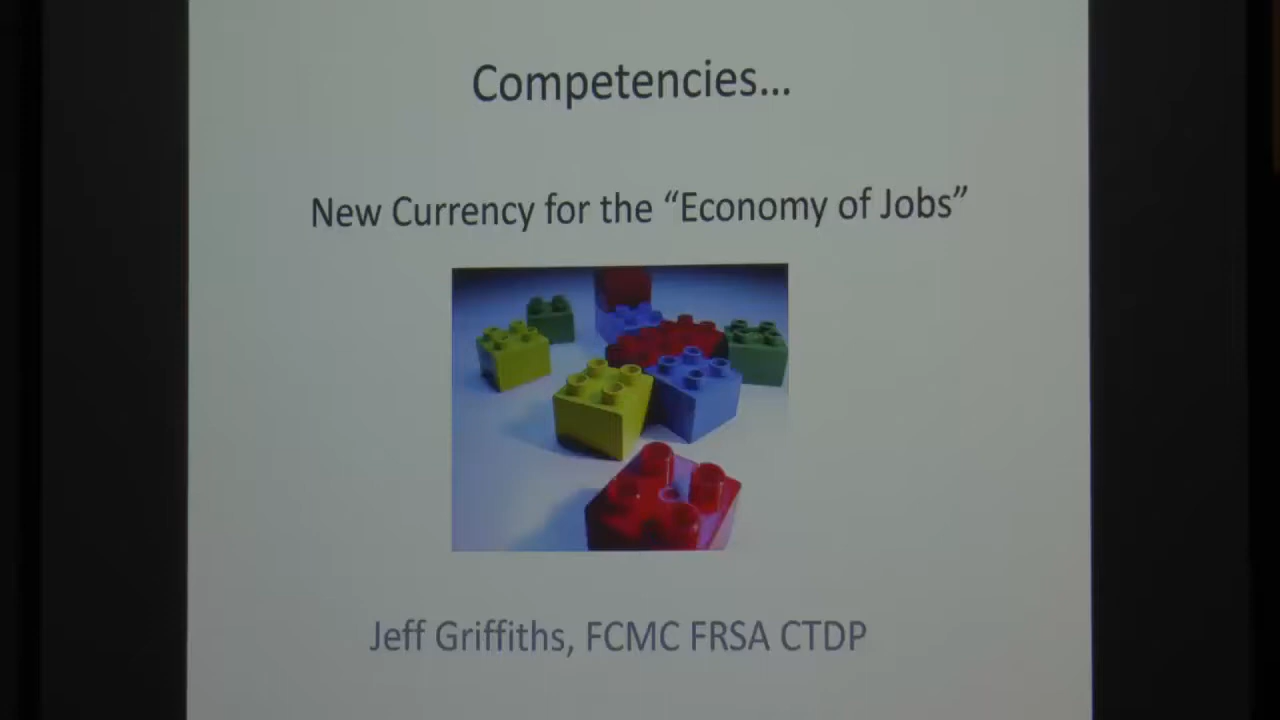 Competencies...
New Currency for the “Economy of Jobs”
Jeff Griffiths, FCMC FRSA CTDP